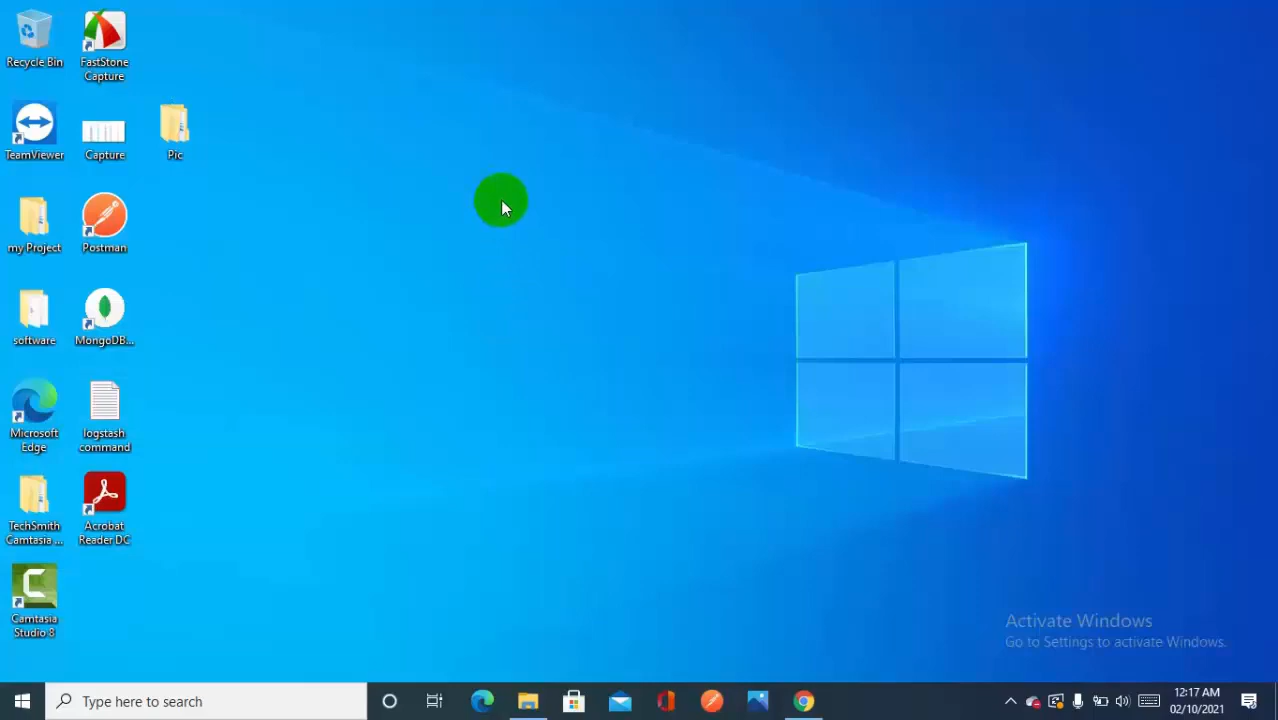 Recycle Bin
FastStone
Capture
TeamViewer
Capture
Pic
my Project
Postman
software
MongoDB...
Microsoft
Edge
logstash
command
TechSmith
Camtasia ...
Acrobat
Reader DC
Camtasia
Studio 8
Activate Windows
Go to Settings to activate Windows.
Type here to search
12:17 AM
02/10/2021